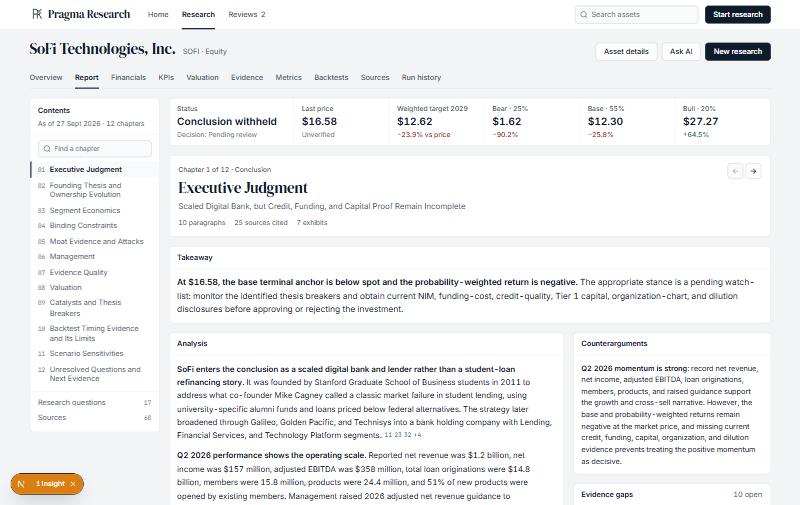 Pragma Research
Home Research Reviews 2
Search assets
Start research
SoFi Technologies, Inc. SOFI · Equity
Asset details Ask AI New research
Overview Report Financials KPIs Valuation Evidence Metrics Backtests Sources Run history
Contents
As of 27 Sept 2026 · 12 chapters
Find a chapter
01 Executive Judgment
02 Founding Thesis and
Ownership Evolution
03 Segment Economics
04 Binding Constraints
05 Moat Evidence and Attacks
06 Management
07 Evidence Quality
08 Valuation
09 Catalysts and Thesis
Breakers
10 Backtest Timing Evidence
and Its Limits
11 Scenario Sensitivities
12 Unresolved Questions and
Next Evidence
Research questions 17
Sources 68
Status
Conclusion withheld
Decision: Pending review
Last price
$16.58
Unverified
Weighted target 2029
$12.62
−23.9% vs price
Bear · 25%
$1.62
−90.2%
Base · 55%
$12.30
−25.8%
Bull · 20%
$27.27
+64.5%
Chapter 1 of 12 · Conclusion
Executive Judgment
Scaled Digital Bank, but Credit, Funding, and Capital Proof Remain Incomplete
10 paragraphs 25 sources cited 7 exhibits
Takeaway
At $16.58, the base terminal anchor is below spot and the probability-weighted return is negative. The appropriate stance is a pending watch-
list: monitor the identified thesis breakers and obtain current NIM, funding-cost, credit-quality, Tier 1 capital, organization-chart, and dilution
disclosures before approving or rejecting the investment.
Analysis
SoFi enters the conclusion as a scaled digital bank and lender rather than a student-loan
refinancing story. It was founded by Stanford Graduate School of Business students in 2011 to
address what co-founder Mike Cagney called a classic market failure in student lending, using
university-specific alumni funds and loans priced below federal alternatives. The strategy later
broadened through Galileo, Golden Pacific, and Technisys into a bank holding company with Lending,
Financial Services, and Technology Platform segments. 11 23 32 +4
Q2 2026 performance shows the operating scale. Reported net revenue was $1.2 billion, net
income was $157 million, adjusted EBITDA was $358 million, total loan originations were $14.8
billion, members were 15.8 million, products were 24.4 million, and 51% of new products were
opened by existing members. Management raised 2026 adjusted net revenue guidance to
Counterarguments
Q2 2026 momentum is strong: record net revenue,
net income, adjusted EBITDA, loan originations,
members, products, and raised guidance support
the growth and cross-sell narrative. However, the
base and probability-weighted returns remain
negative at the market price, and missing current
credit, funding, capital, organization, and dilution
evidence prevents treating the positive momentum
as decisive.
Evidence gaps 10 open
1 Insight